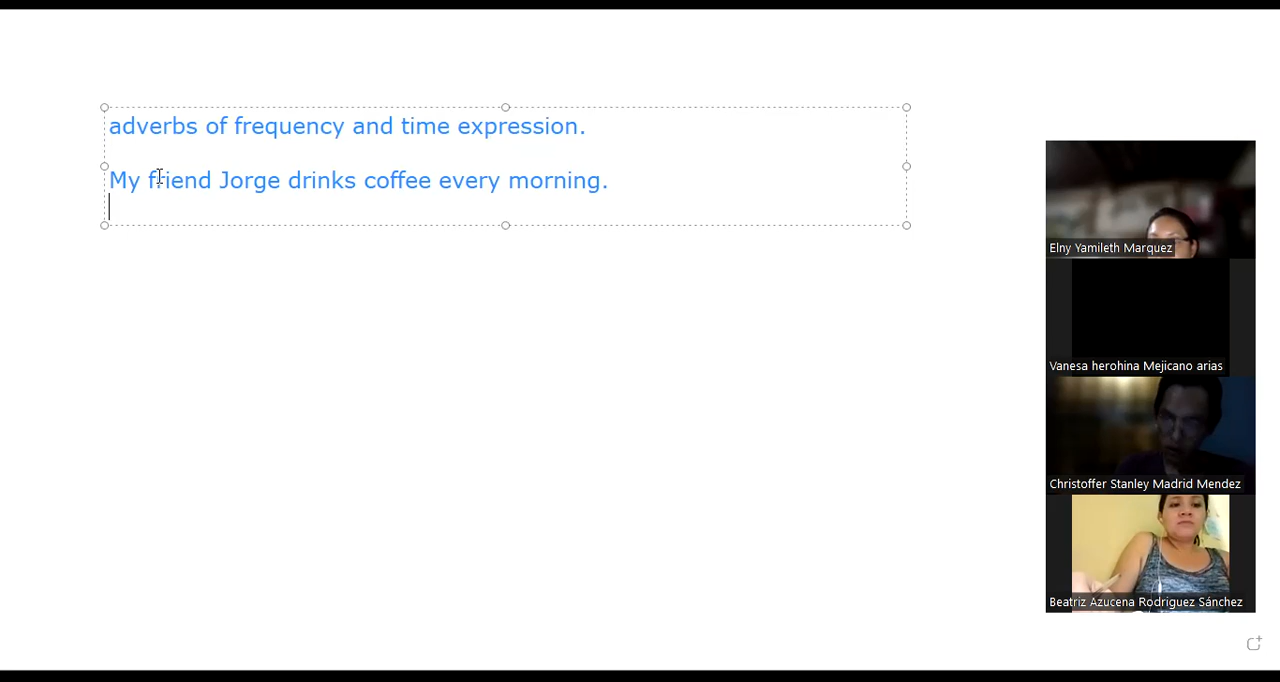 adverbs of frequency and time expression.
My friend Jorge drinks coffee every morning.
Elny Yamileth Marquez
Vanesa herohina Mejicano arias
Christoffer Stanley Madrid Mendez
Beatriz Azucena Rodriguez Sánchez